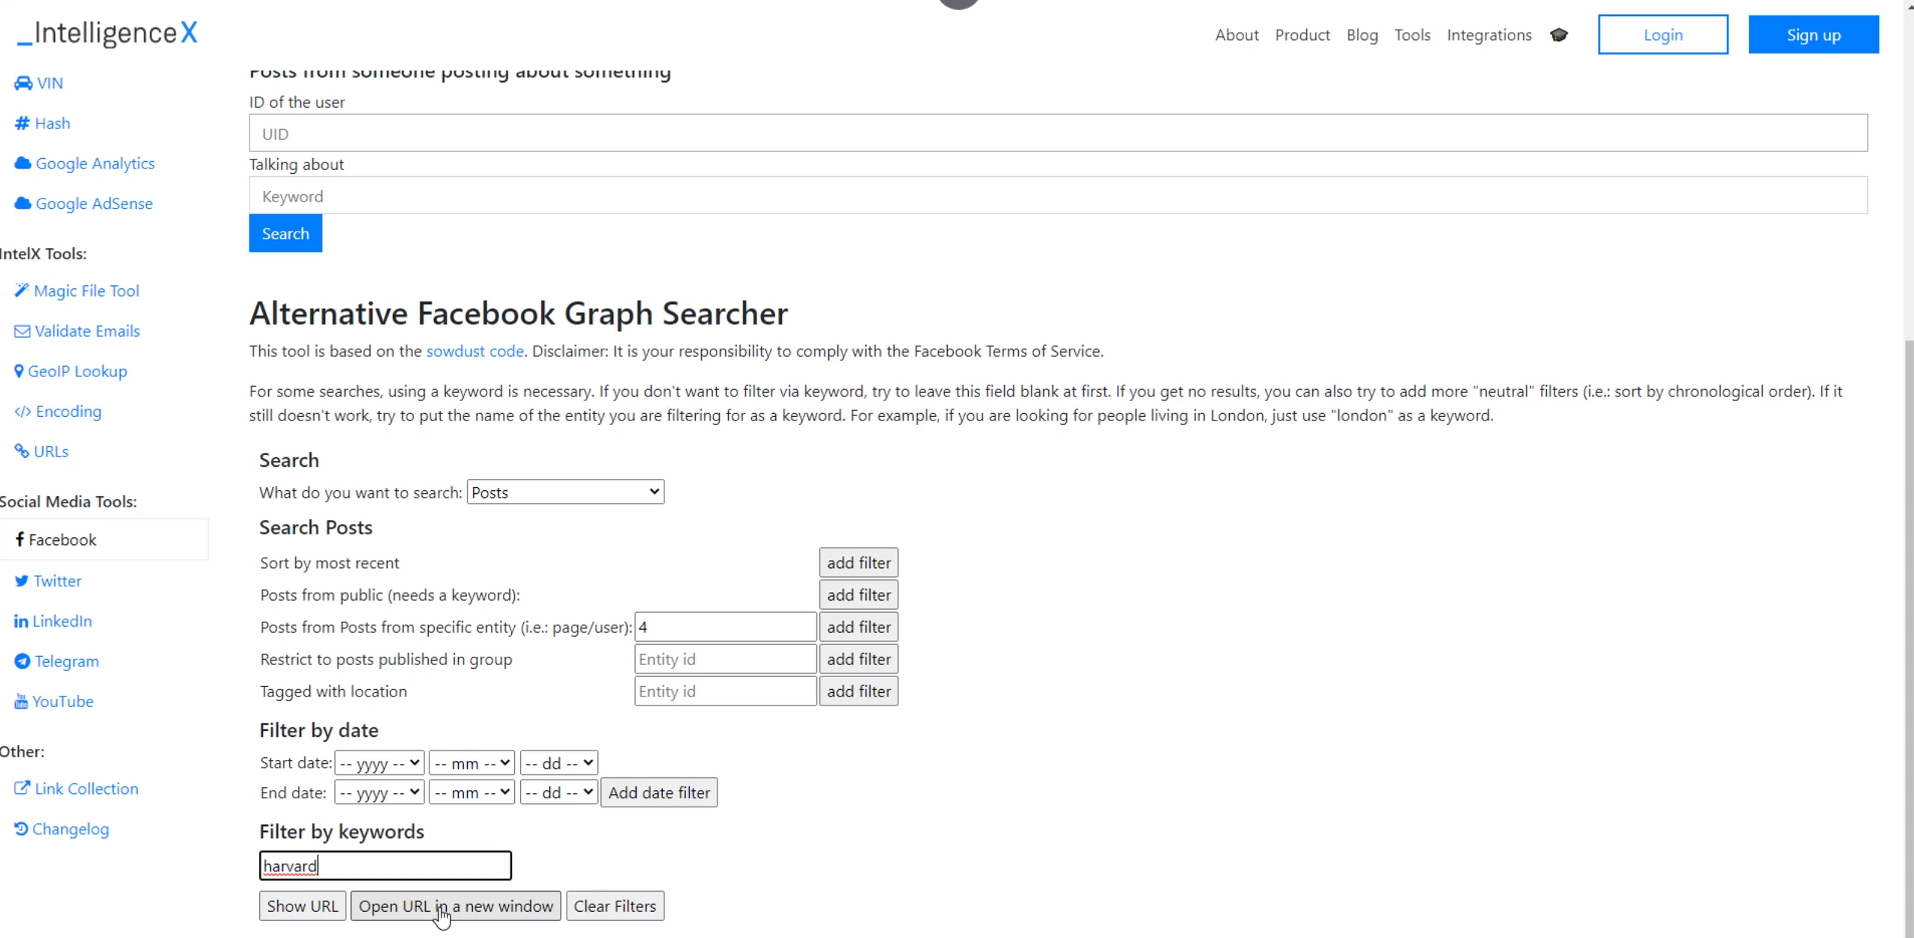 _IntelligenceX
About Product Blog Tools Integrations Login Sign up
VIN
Hash
Google Analytics
Google AdSense
IntelX Tools:
Magic File Tool
Validate Emails
GeoIP Lookup
</> Encoding
URLs
Social Media Tools:
Facebook
Twitter
LinkedIn
Telegram
YouTube
Other:
Link Collection
Changelog
Posts from someone posting about something
ID of the user
UID
Talking about
Keyword
Search
Alternative Facebook Graph Searcher
This tool is based on the sowdust code. Disclaimer: It is your responsibility to comply with the Facebook Terms of Service.
For some searches, using a keyword is necessary. If you don't want to filter via keyword, try to leave this field blank at first. If you get no results, you can also try to add more "neutral" filters (i.e.: sort by chronological order). If it
still doesn't work, try to put the name of the entity you are filtering for as a keyword. For example, if you are looking for people living in London, just use "london" as a keyword.
Search
What do you want to search: Posts
Search Posts
Sort by most recent add filter
Posts from public (needs a keyword): add filter
Posts from Posts from specific entity (i.e.: page/user): 4 add filter
Restrict to posts published in group Entity id add filter
Tagged with location Entity id add filter
Filter by date
Start date: -- yyyy -- -- mm -- -- dd --
End date: -- yyyy -- -- mm -- -- dd -- Add date filter
Filter by keywords
harvard
Show URL Open URL in a new window Clear Filters